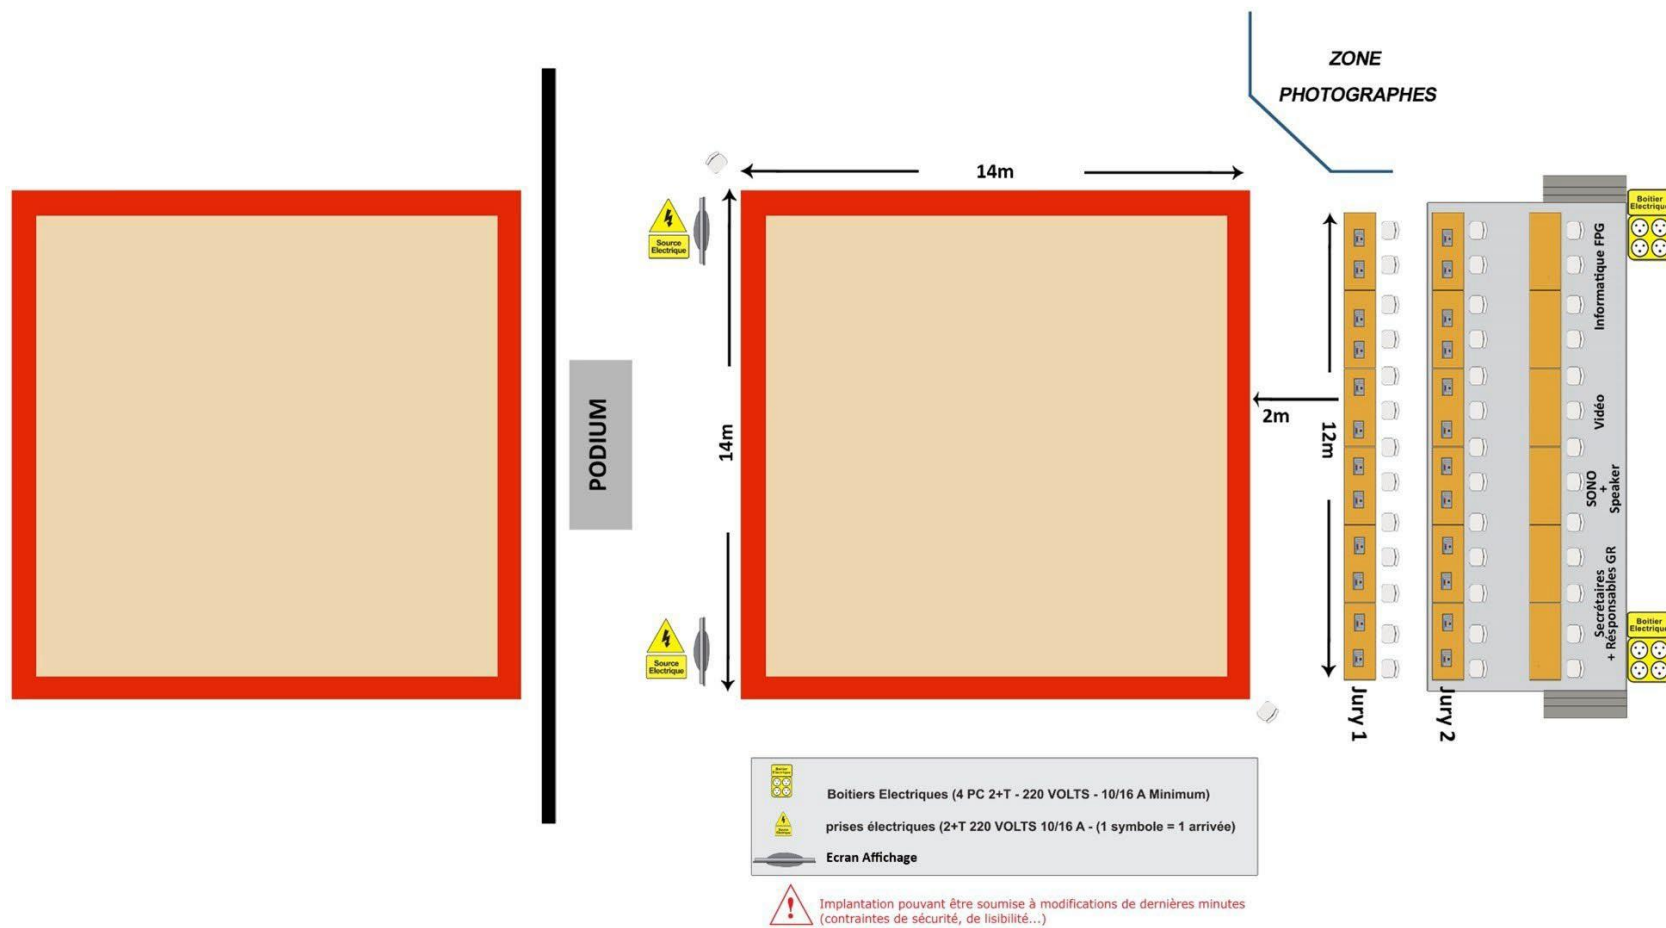 ZONE
PHOTOGRAPHES
14m
Source
Electrique
Boitier
Electrique
Informatique FPG
PODIUM
14m
2m
12m
Vidéo
SONO
+
Speaker
Secrétaires
+ Résponsables GR
Source
Electrique
Boitier
Electrique
Jury 1
Jury 2
Boitier
Electrique
Boitiers Electriques (4 PC 2+T - 220 VOLTS - 10/16 A Minimum)
prises électriques (2+T 220 VOLTS 10/16 A - (1 symbole = 1 arrivée)
Ecran Affichage
Implantation pouvant être soumise à modifications de dernières minutes
(contraintes de sécurité, de lisibilité...)